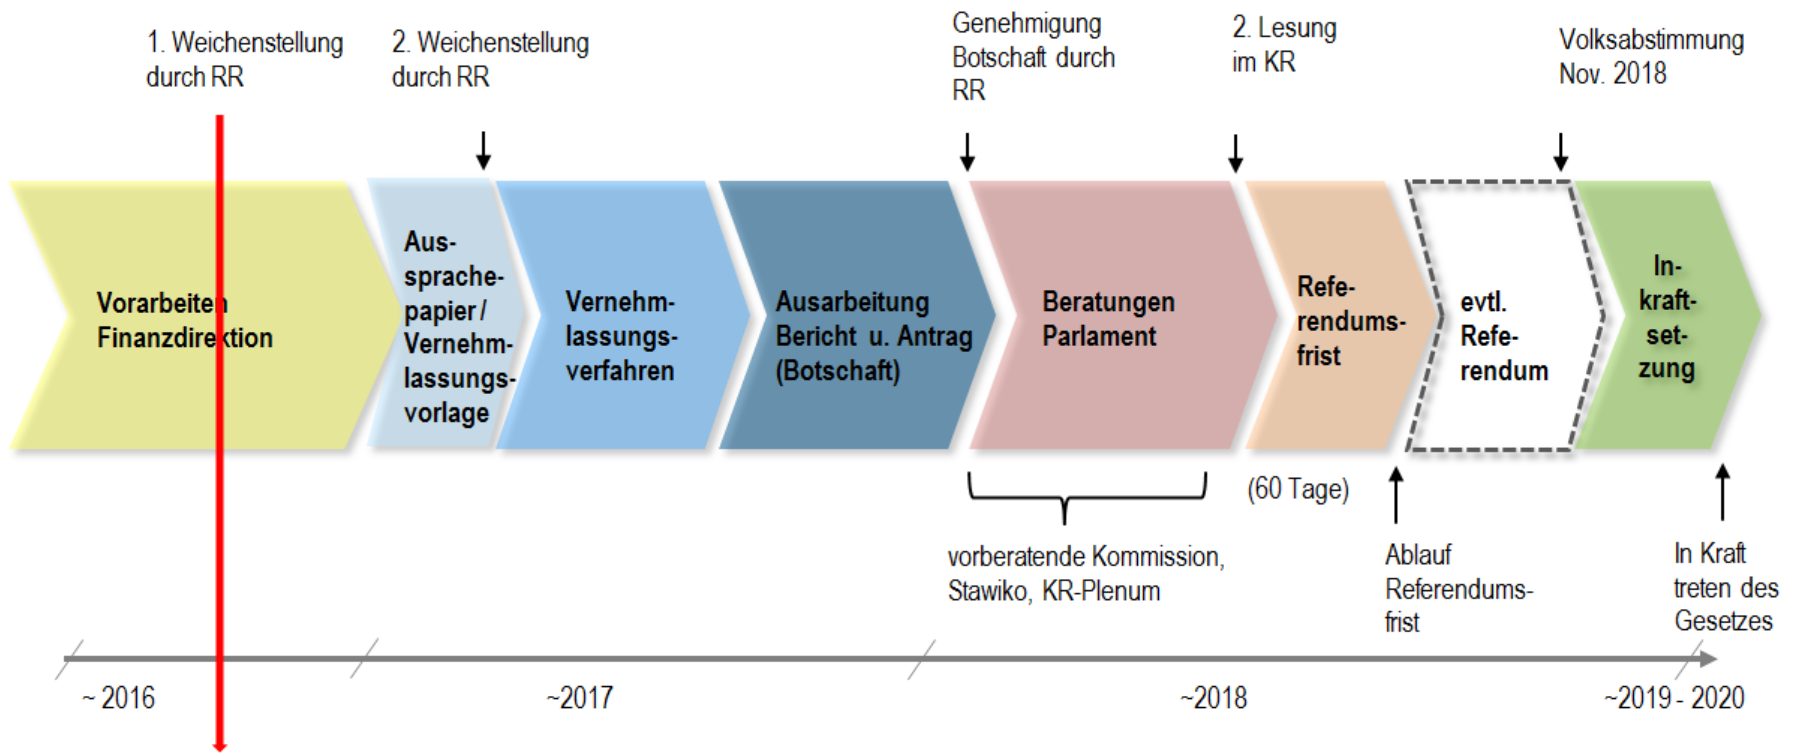 1. Weichenstellung
durch RR
2. Weichenstellung
durch RR
Genehmigung
Botschaft durch
RR
2. Lesung
im KR
Volksabstimmung
Nov. 2018
Vorarbeiten
Finanzdirektion
Aus-
sprache-
papier /
Vernehm-
lassungs-
vorlage
Vernehm-
lassungs-
verfahren
Ausarbeitung
Bericht u. Antrag
(Botschaft)
Beratungen
Parlament
Refe-
rendums-
frist
evtl.
Refe-
rendum
In-
kraft-
set-
zung
(60 Tage)
vorberatende Kommission,
Stawiko, KR-Plenum
Ablauf
Referendums-
frist
In Kraft
treten des
Gesetzes
~ 2016
~2017
~2018
~2019 - 2020